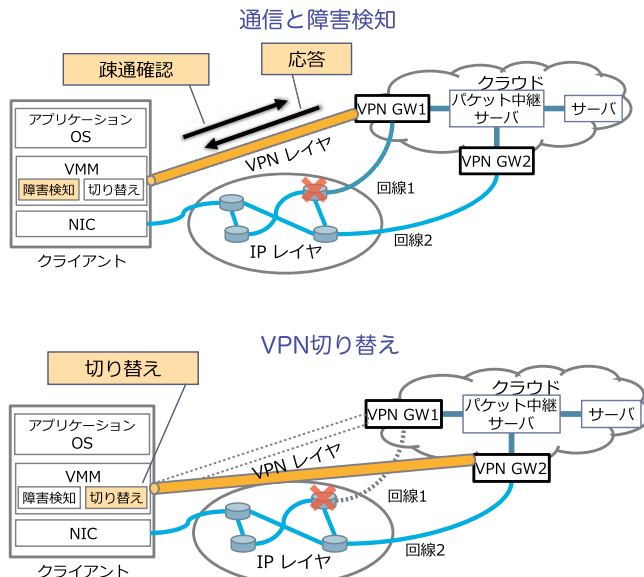 通信と障害検知
疎通確認
応答
クラウド
VPN GW1
パケット中継
サーバ
サーバ
アプリケーション
OS
VMM
障害検知
切り替え
NIC
クライアント
VPN レイヤ
VPN GW2
回線1
回線2
IP レイヤ
VPN切り替え
切り替え
クラウド
VPN GW1
パケット中継
サーバ
サーバ
アプリケーション
OS
VMM
障害検知
切り替え
NIC
クライアント
VPN レイヤ
VPN GW2
回線1
回線2
IP レイヤ